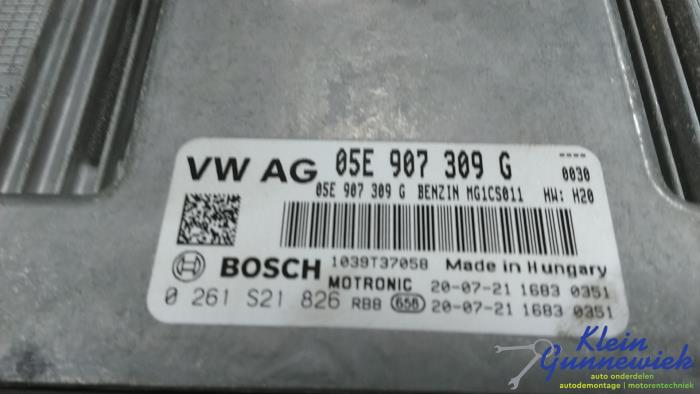 VW AG 05E 907 309 G
----
0030
05E 907 309 G BENZIN MG1CS011 HW: H20
BOSCH 1039T37058 Made in Hungary
MOTRONIC 20-07-21 1683 0351
0 261 S21 826 RBB 656 20-07-21 1683 0351
Klein
Gunnewiek
auto onderdelen
autodemontage | motorentechniek